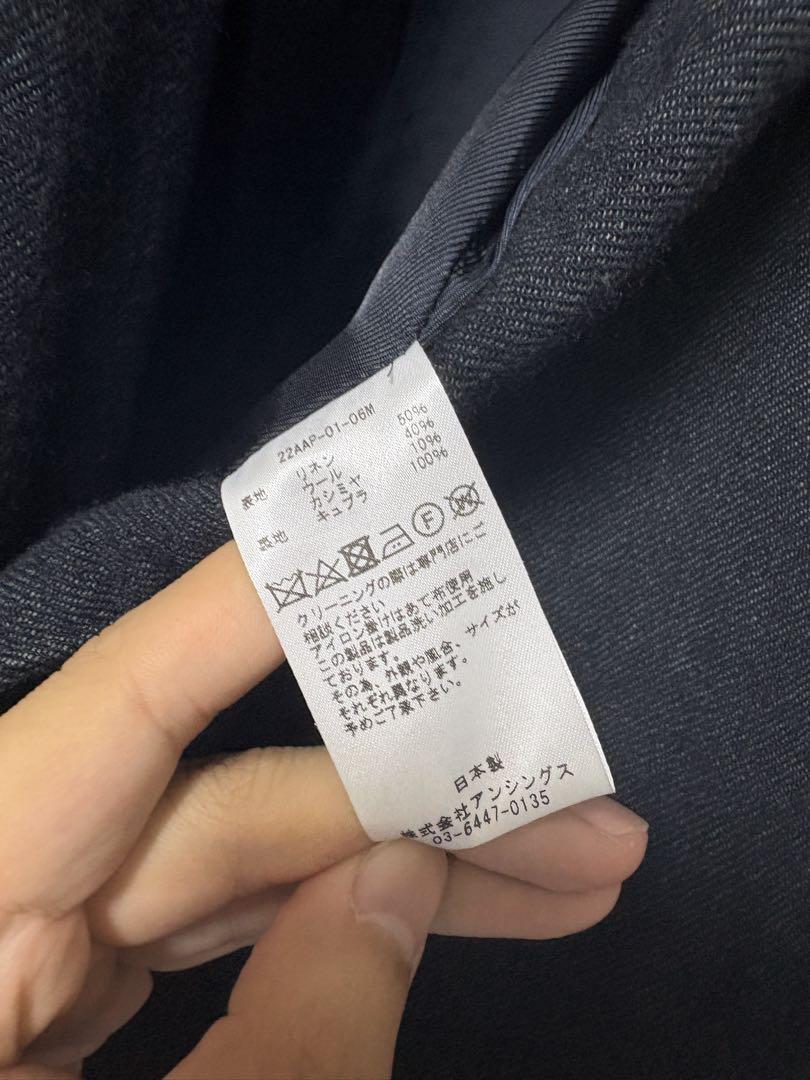 22AAP-01-06M
表地 リネン 50%
ウール 40%
カシミヤ 10%
裏地 キュプラ 100%
F W
クリーニングの際は専門店にご
相談ください
アイロン掛けはあて布使用
この製品は製品洗い加工を施し
ております。
その為、外観や風合、サイズが
それぞれ異なります。
予めご了承下さい。
日本製
株式会社アンシングス
03-6447-0135